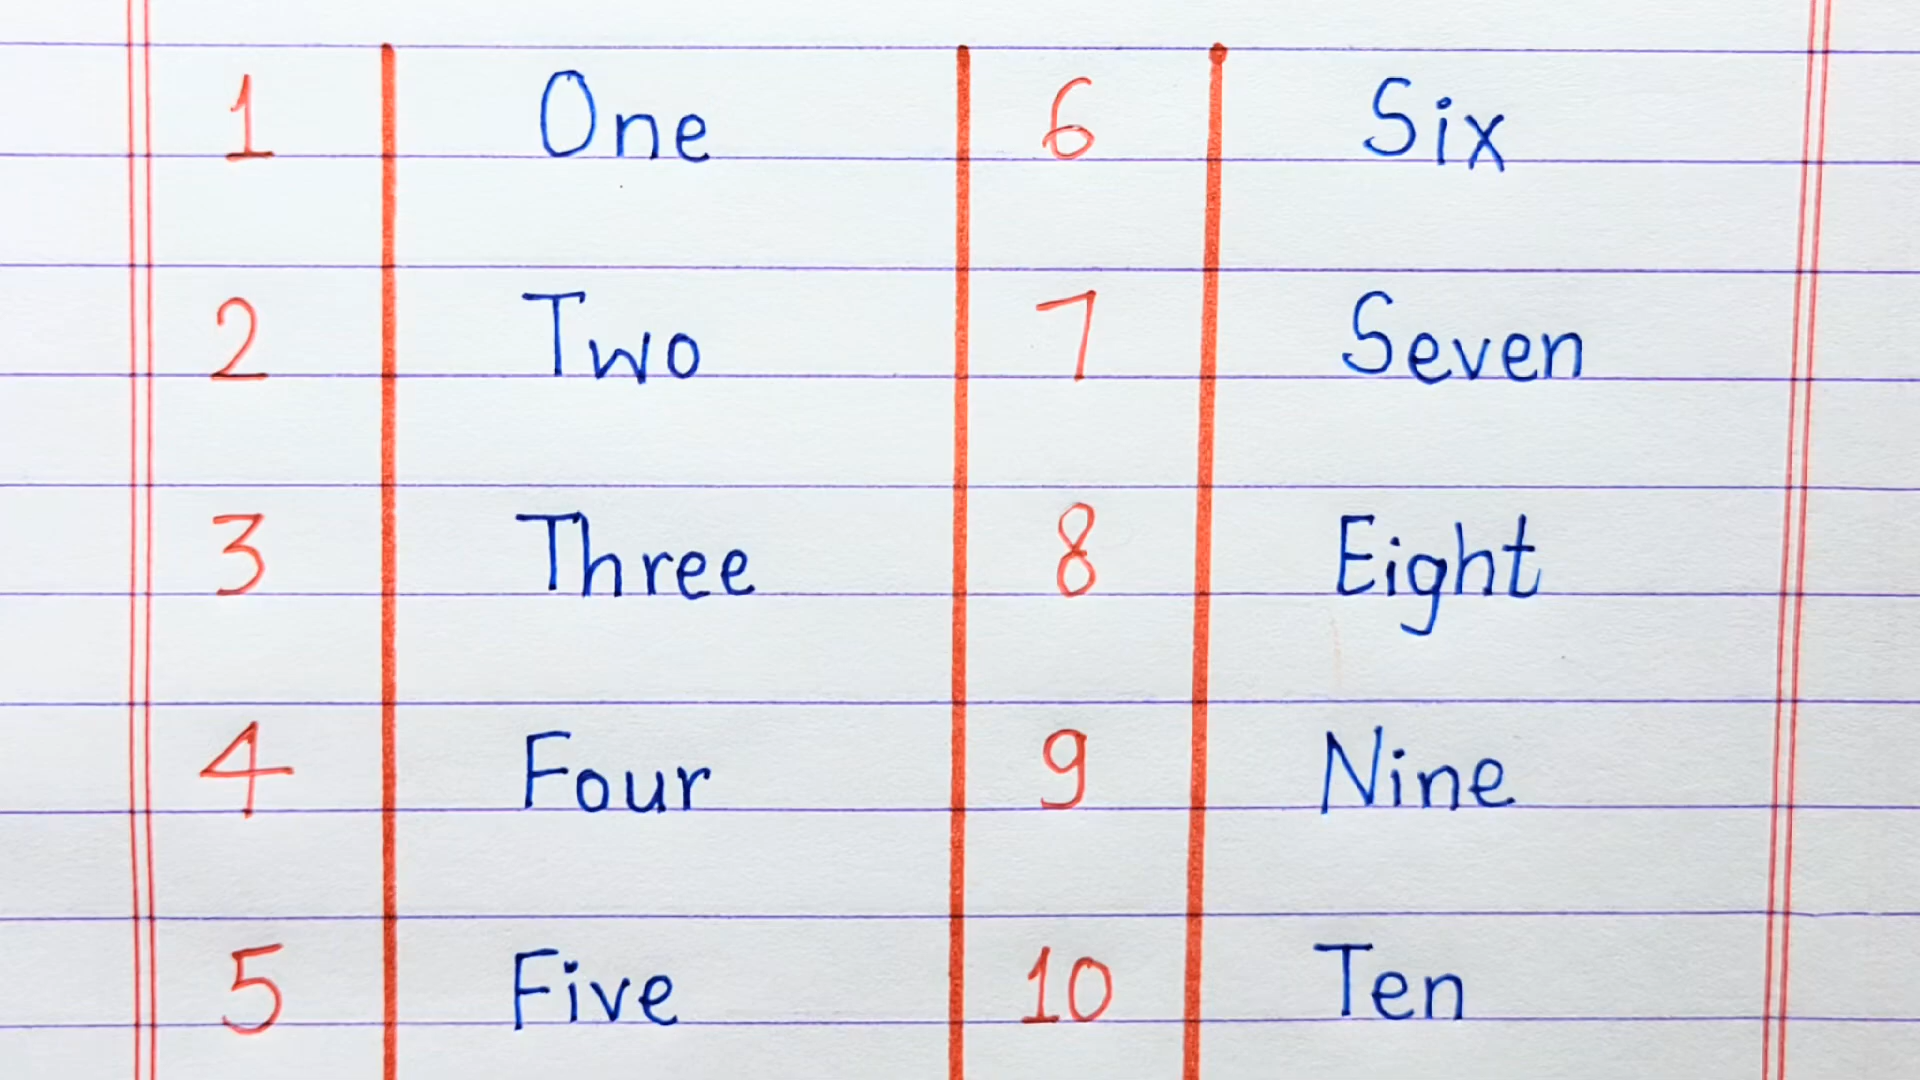 1 One 6 Six
2 Two 7 Seven
3 Three 8 Eight
4 Four 9 Nine
5 Five 10 Ten